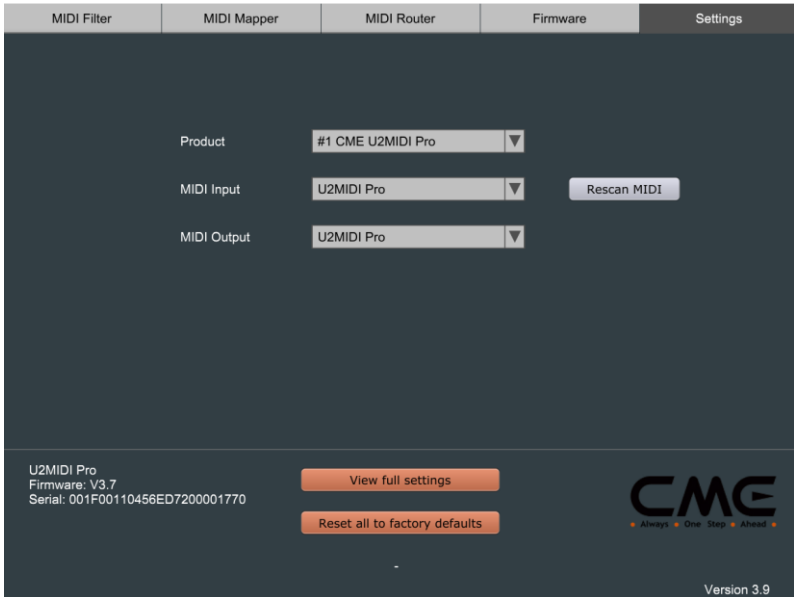 MIDI Filter MIDI Mapper MIDI Router Firmware Settings
Product #1 CME U2MIDI Pro
MIDI Input U2MIDI Pro Rescan MIDI
MIDI Output U2MIDI Pro
U2MIDI Pro
Firmware: V3.7
Serial: 001F00110456ED7200001770
View full settings
Reset all to factory defaults
-
CME
Always One Step Ahead
Version 3.9